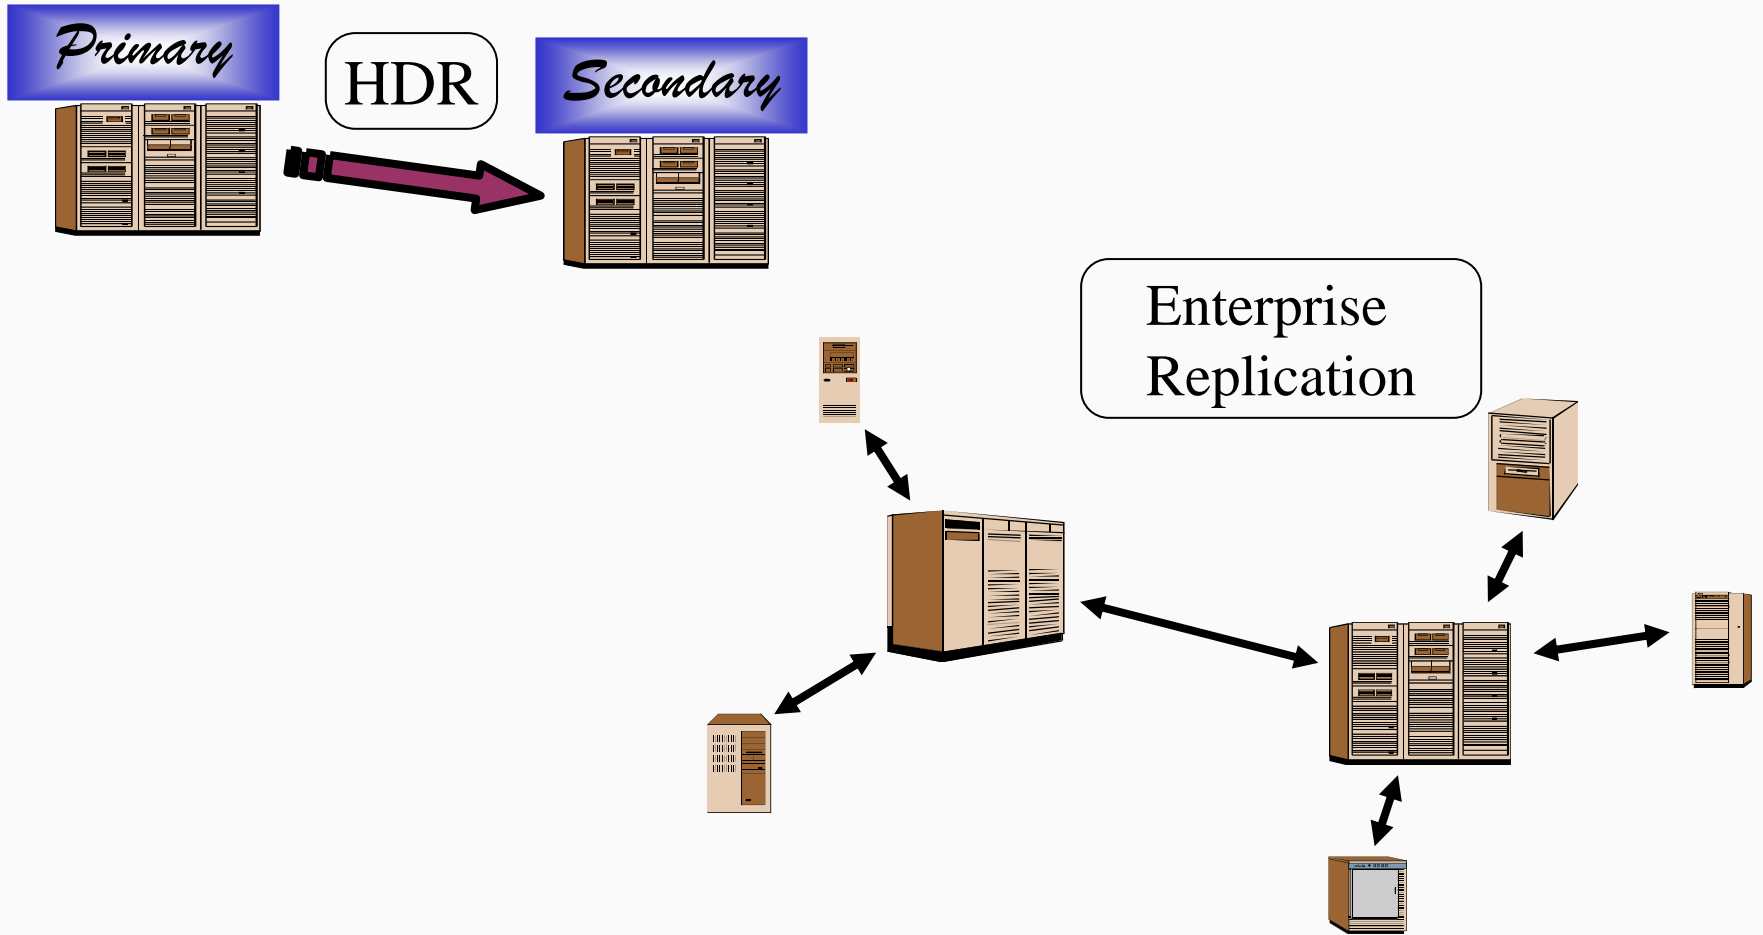 Primary
HDR
Secondary
Enterprise
Replication